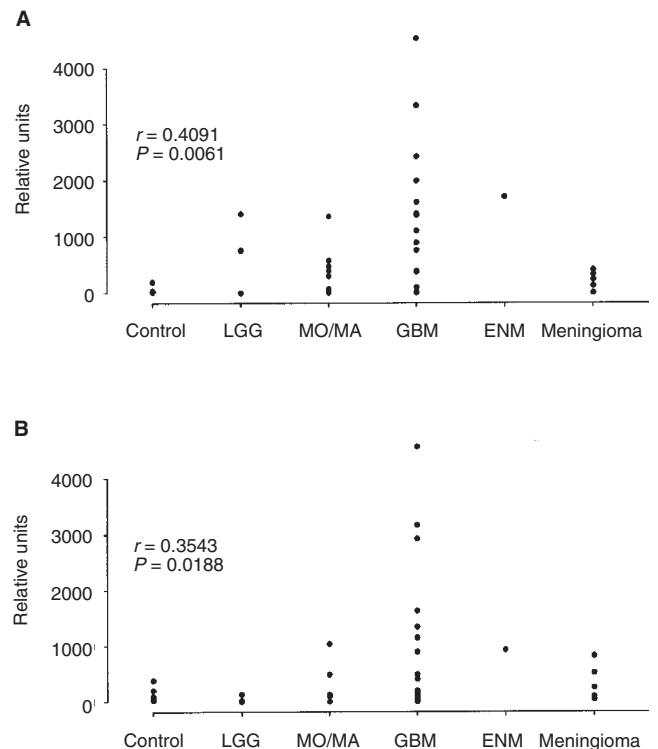 A
Relative units
4000
3000
2000
1000
0
r = 0.4091
P = 0.0061
Control LGG MO/MA GBM ENM Meningioma
B
Relative units
4000
3000
2000
1000
0
r = 0.3543
P = 0.0188
Control LGG MO/MA GBM ENM Meningioma